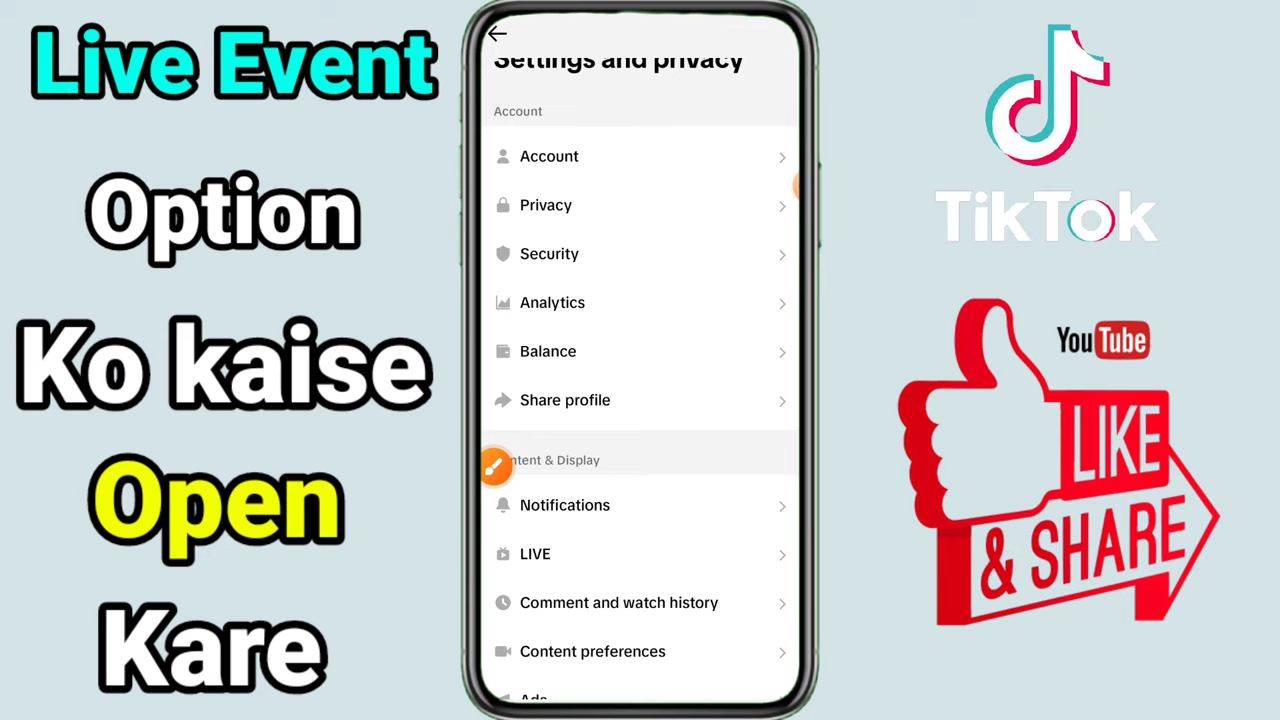 Live Event
Option
Ko kaise
Open
Kare
Settings and privacy
Account
Account
Privacy
Security
Analytics
Balance
Share profile
ntent & Display
Notifications
LIVE
Comment and watch history
Content preferences
Ads
TikTok
YouTube
LIKE
& SHARE